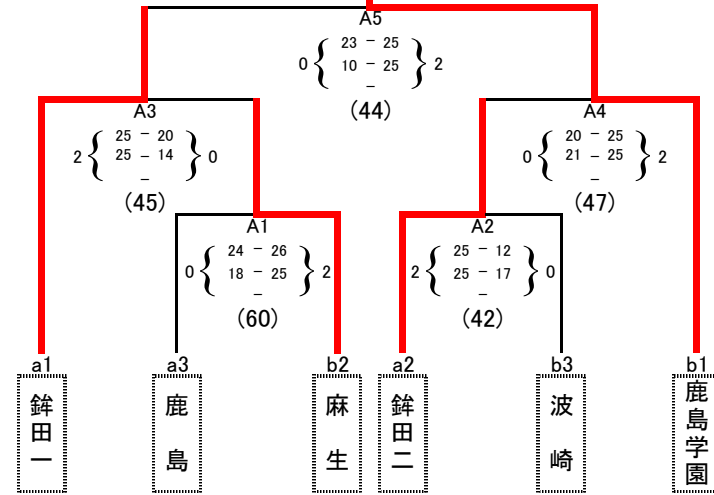 A5
23 − 25
0 { 10 − 25 } 2
−
(44)
A3
25 − 20
2 { 25 − 14 } 0
−
(45)
A4
20 − 25
0 { 21 − 25 } 2
−
(47)
A1
24 − 26
0 { 18 − 25 } 2
−
(60)
A2
25 − 12
2 { 25 − 17 } 0
−
(42)
a1
a3
b2
a2
b3
b1
鉾田一
鹿島
麻生
鉾田二
波崎
鹿島学園